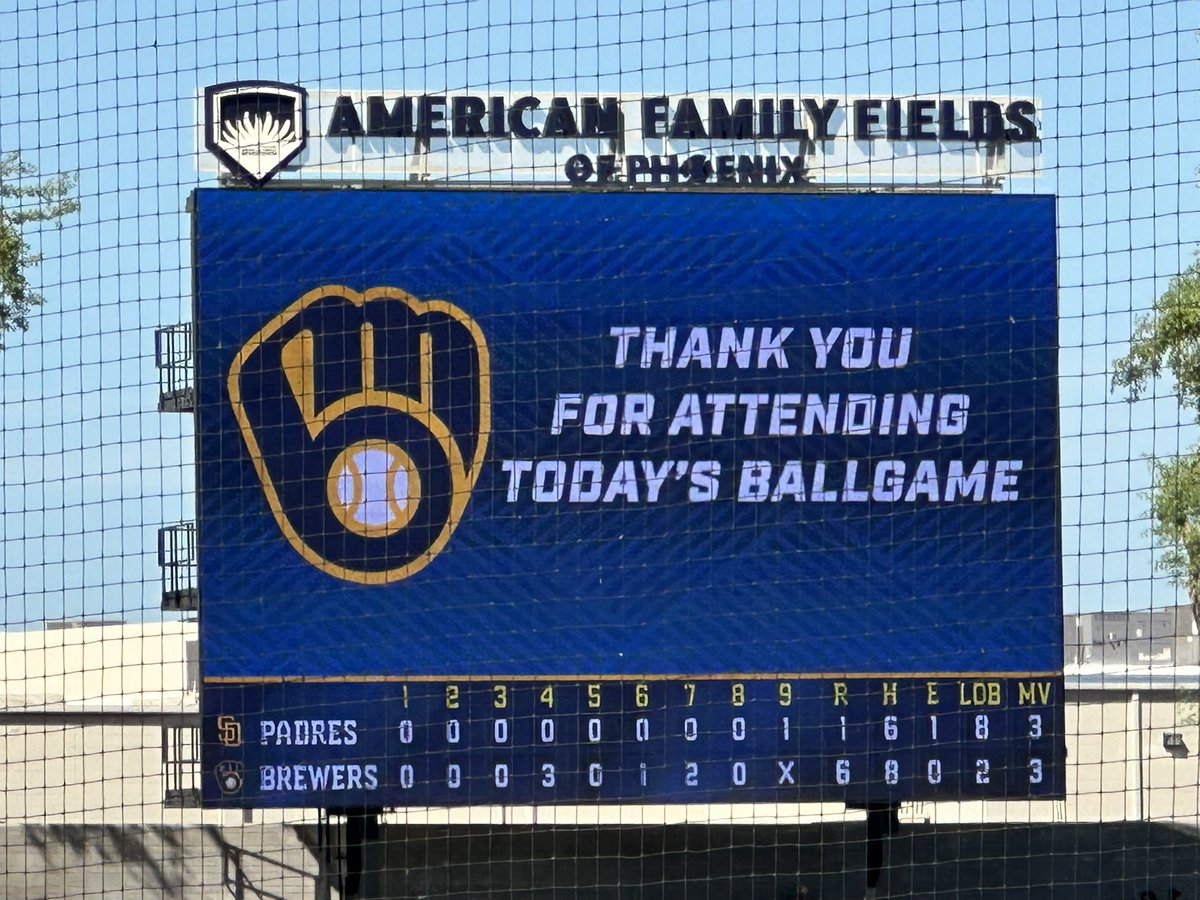 AMERICAN FAMILY FIELDS
OF PHOENIX
THANK YOU
FOR ATTENDING
TODAY'S BALLGAME
1 2 3 4 5 6 7 8 9 R H E LOB MV
SD PADRES 0 0 0 0 0 0 0 0 1 1 6 1 8 3
BREWERS 0 0 0 3 0 1 2 0 X 6 8 0 2 3